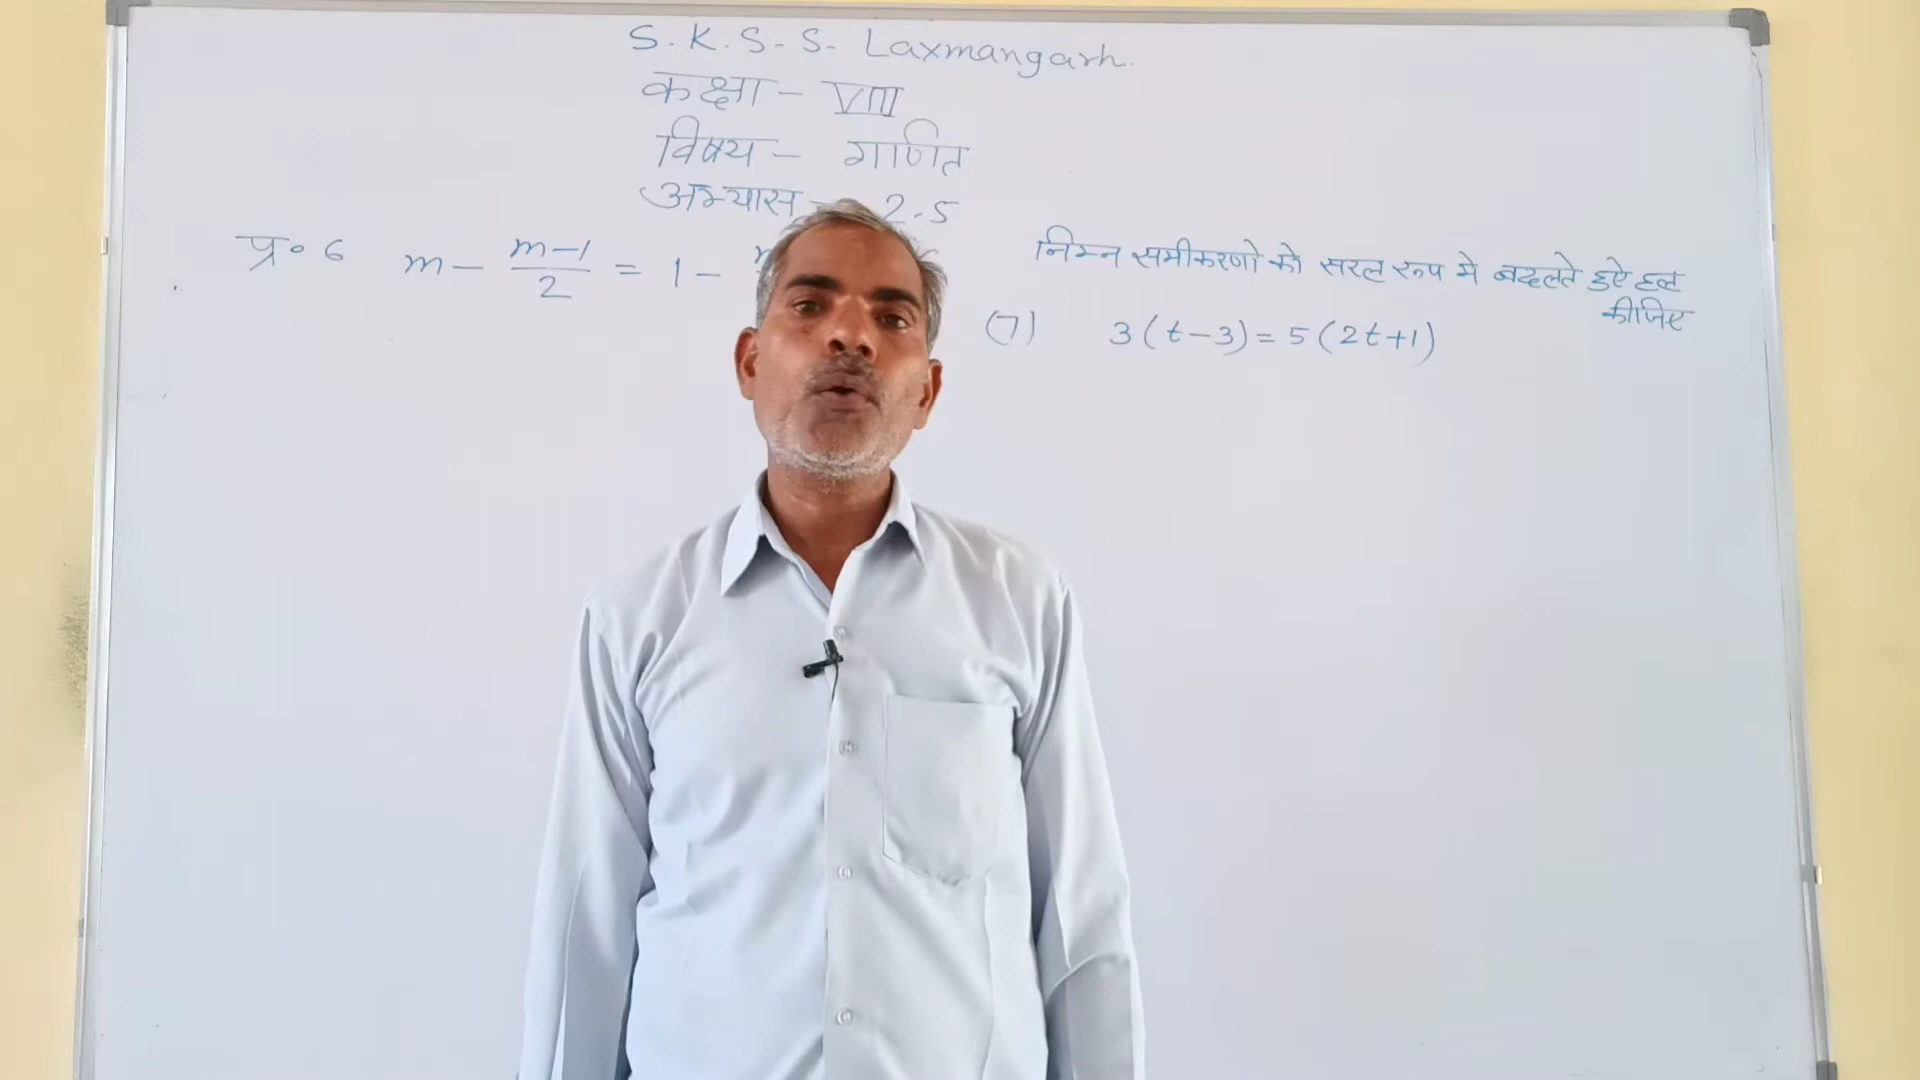 S. K. S. S. Laxmangarh.
कक्षा - VIII
विषय - गणित
अभ्यास - 2.5
प्र० 6 m - m-1/2 = 1 -
निम्न समीकरणो को सरल रूप मे बदलते हुऐ हल
कीजिए
(7) 3(t-3) = 5(2t+1)